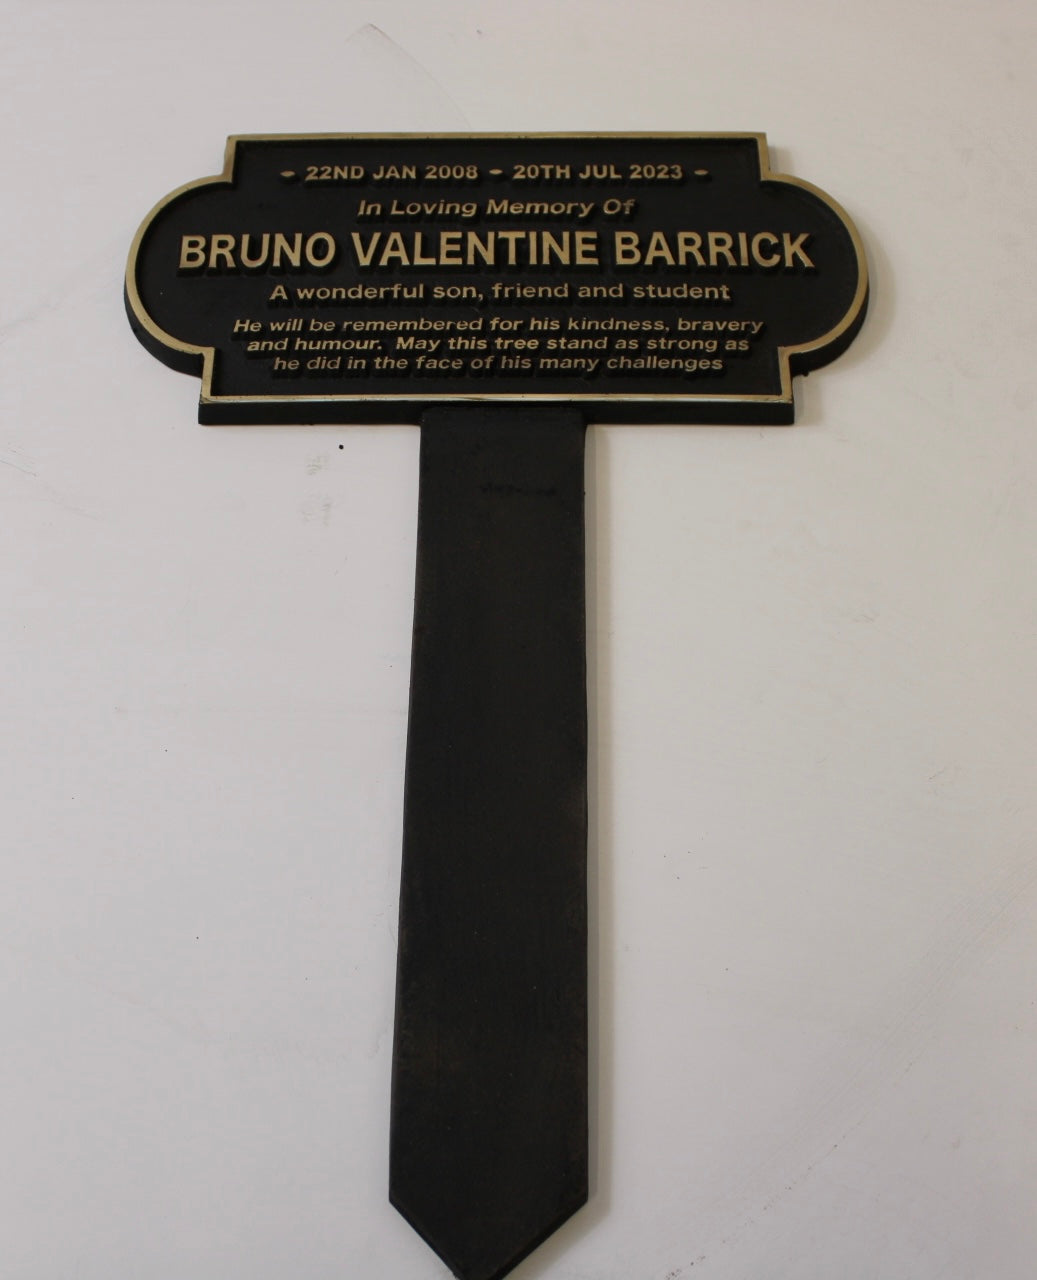 22ND JAN 2008 - 20TH JUL 2023
In Loving Memory Of
BRUNO VALENTINE BARRICK
A wonderful son, friend and student
He will be remembered for his kindness, bravery
and humour. May this tree stand as strong as
he did in the face of his many challenges